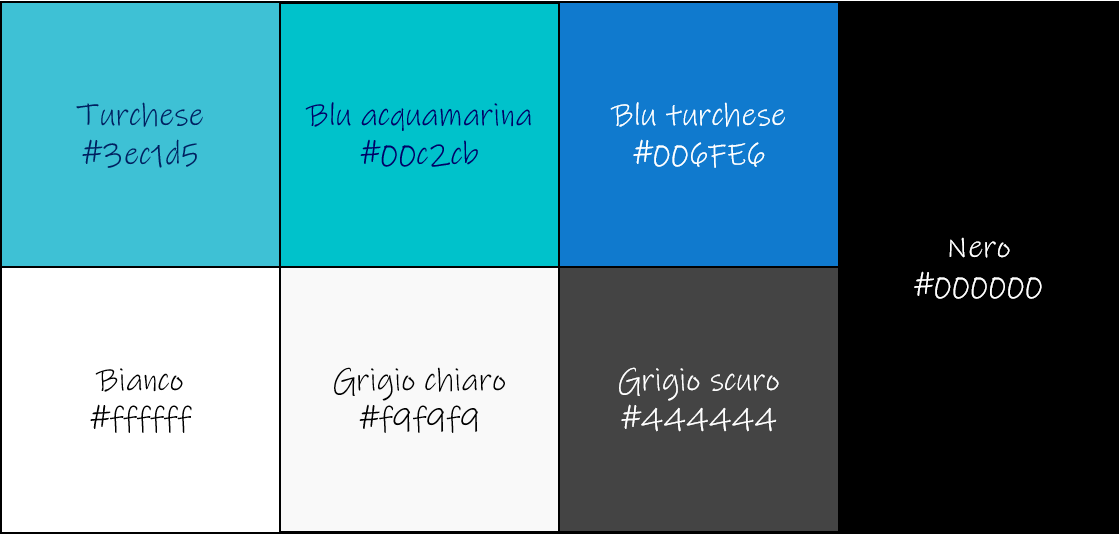 Turchese
#3ec1d5
Blu acquamarina
#00c2cb
Blu turchese
#006FE6
Nero
#000000
Bianco
#ffffff
Grigio chiaro
#f9f9f9
Grigio scuro
#444444